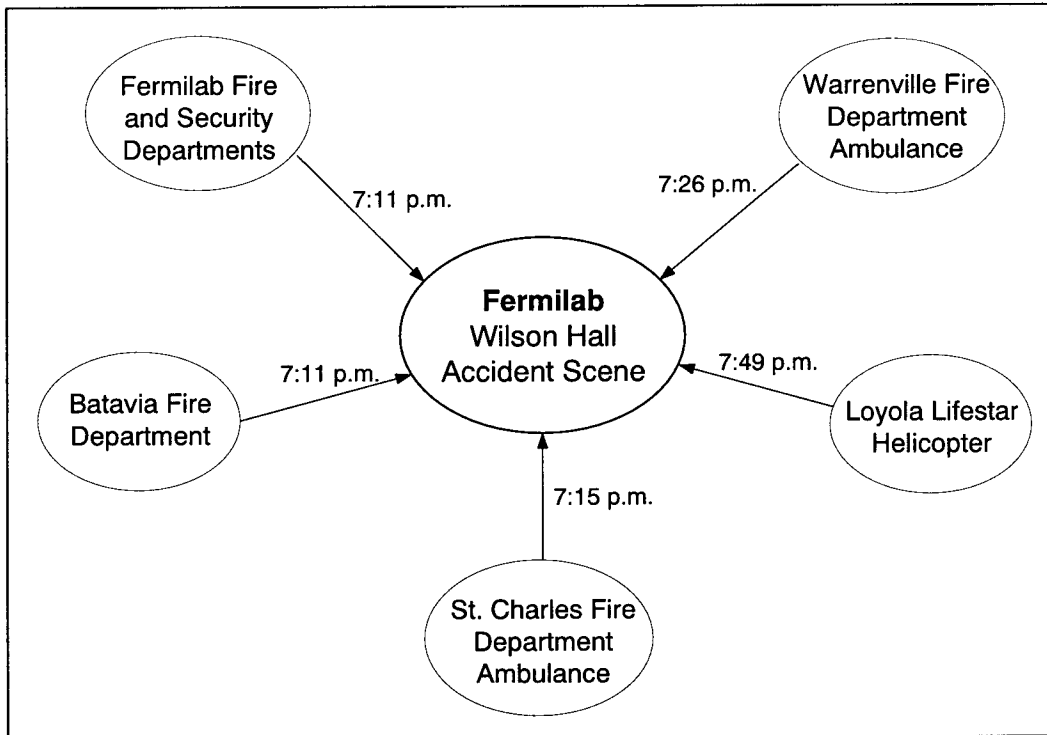 Fermilab Fire
and Security
Departments
Warrenville Fire
Department
Ambulance
7:11 p.m.
7:26 p.m.
Fermilab
Wilson Hall
Accident Scene
7:11 p.m.
7:49 p.m.
Batavia Fire
Department
Loyola Lifestar
Helicopter
7:15 p.m.
St. Charles Fire
Department
Ambulance